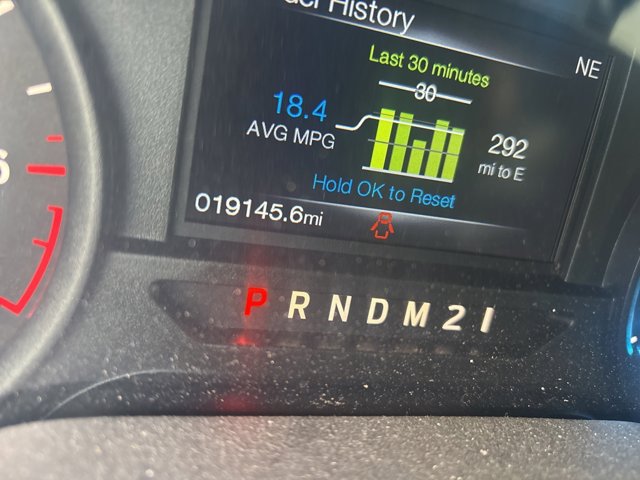 History
NE
Last 30 minutes
30
18.4
AVG MPG
292
mi to E
Hold OK to Reset
019145.6mi
6
P R N D M 2 1